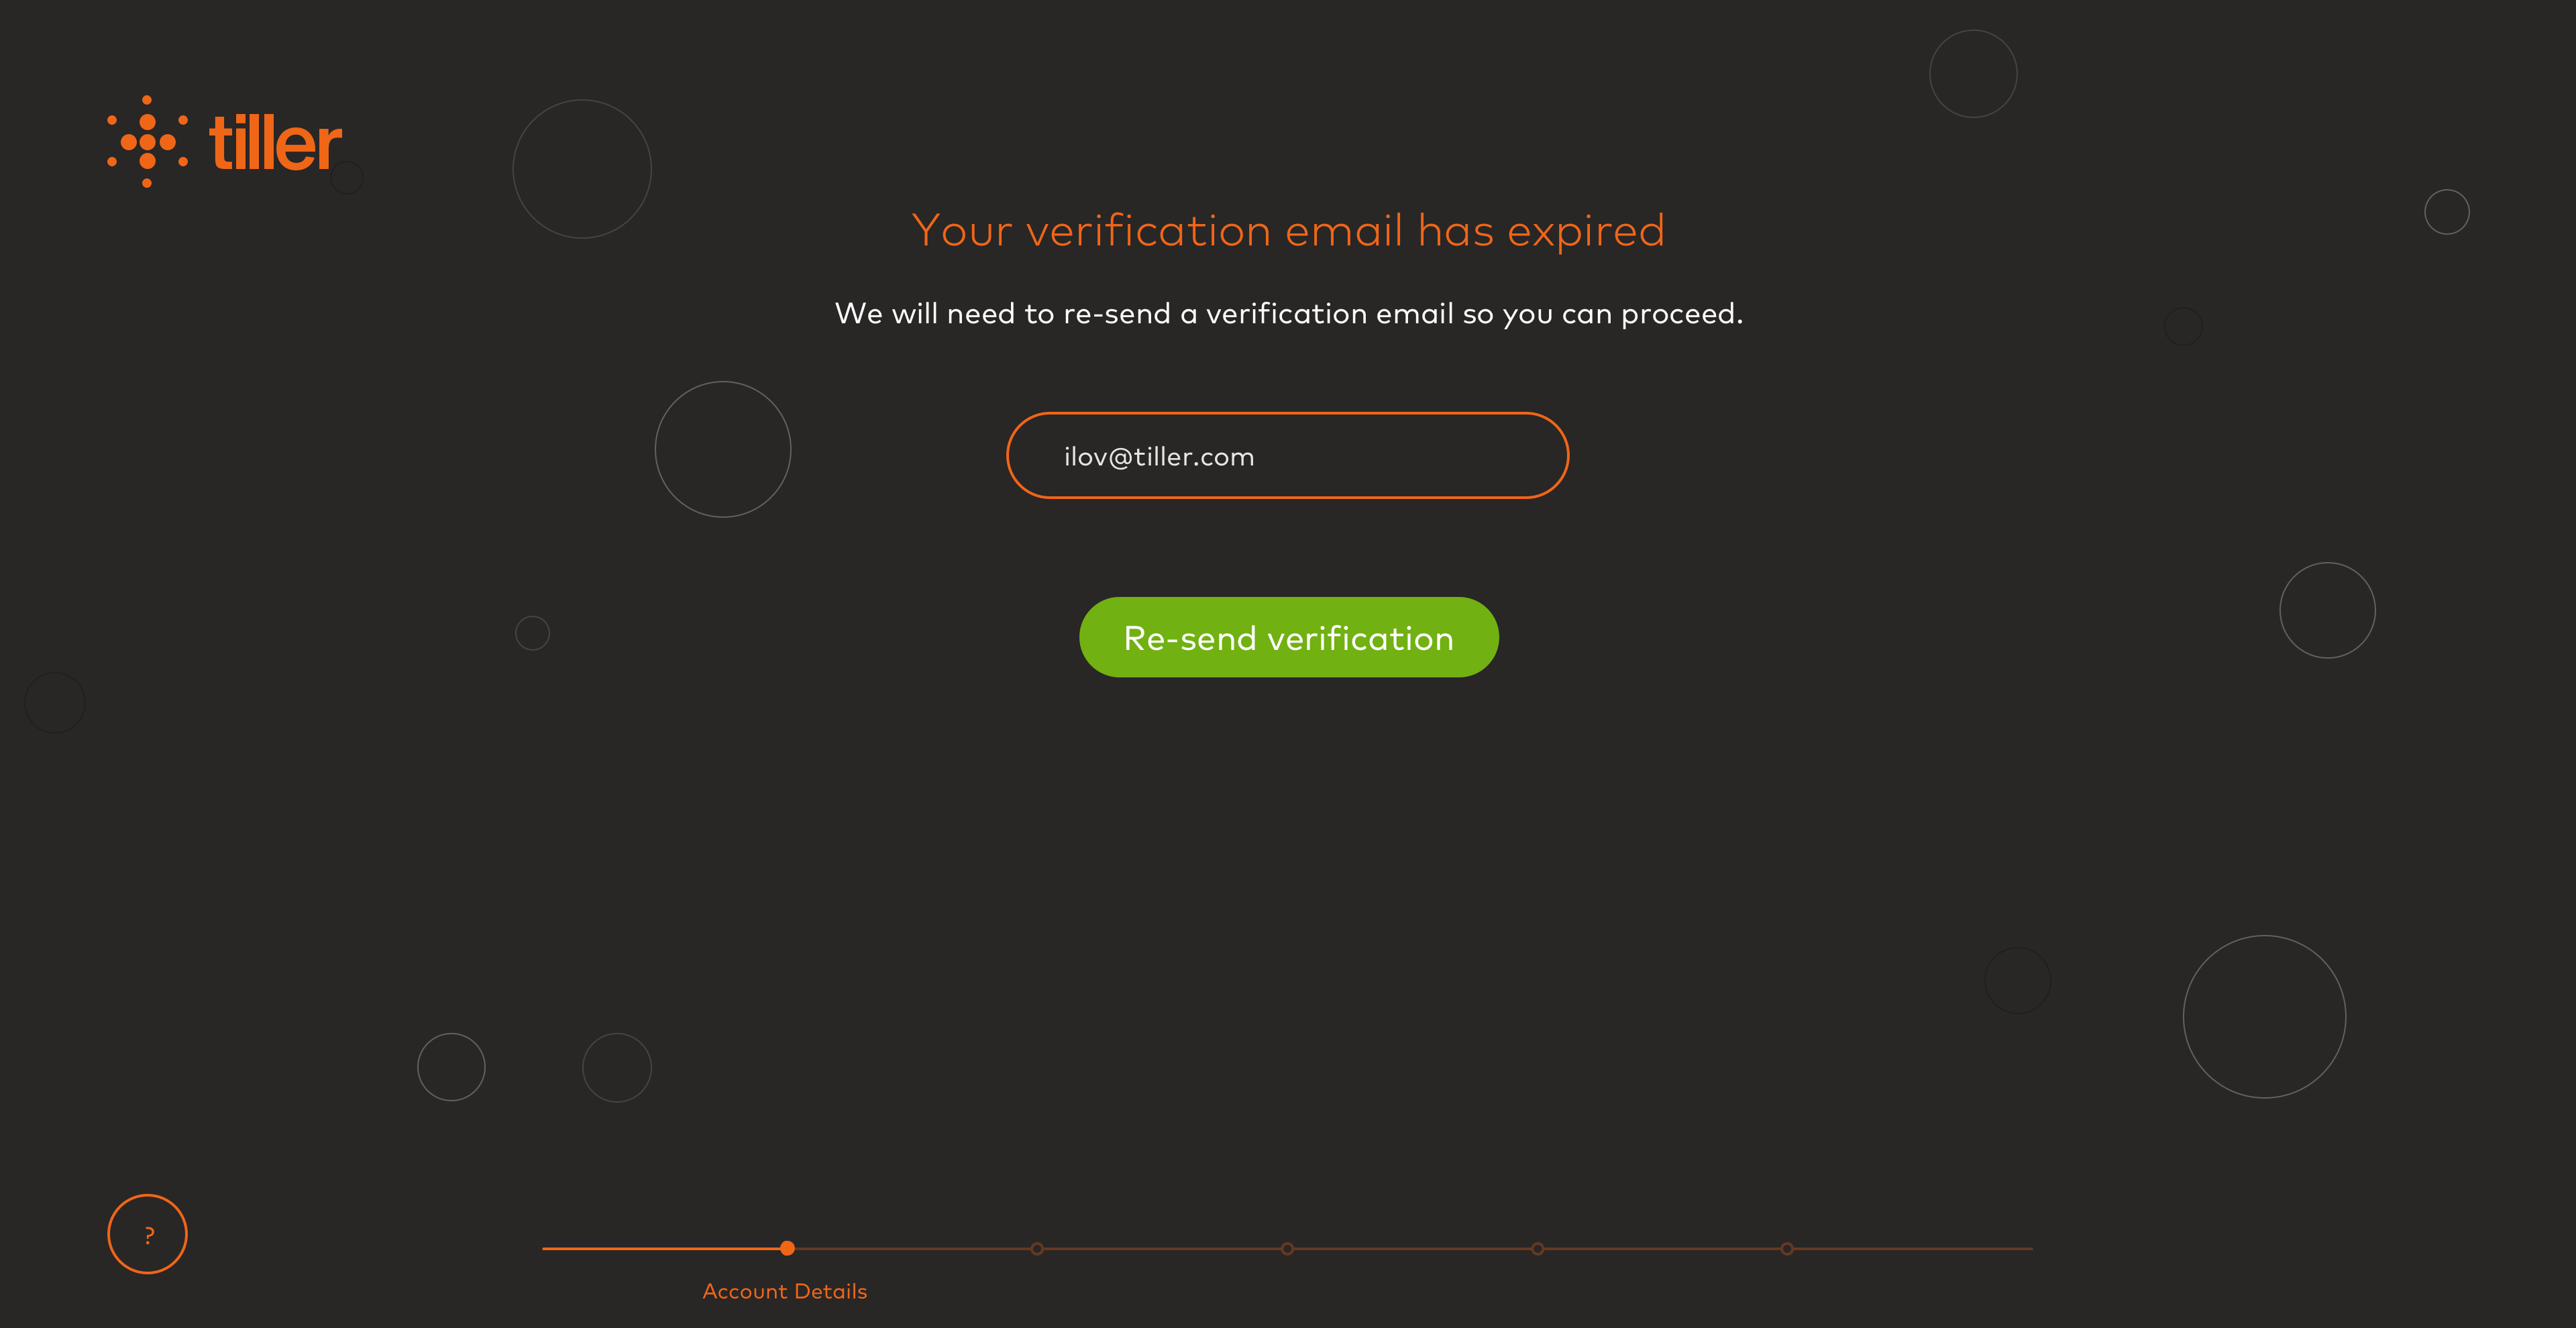 tiller
Your verification email has expired
We will need to re-send a verification email so you can proceed.
ilov@tiller.com
Re-send verification
?
Account Details